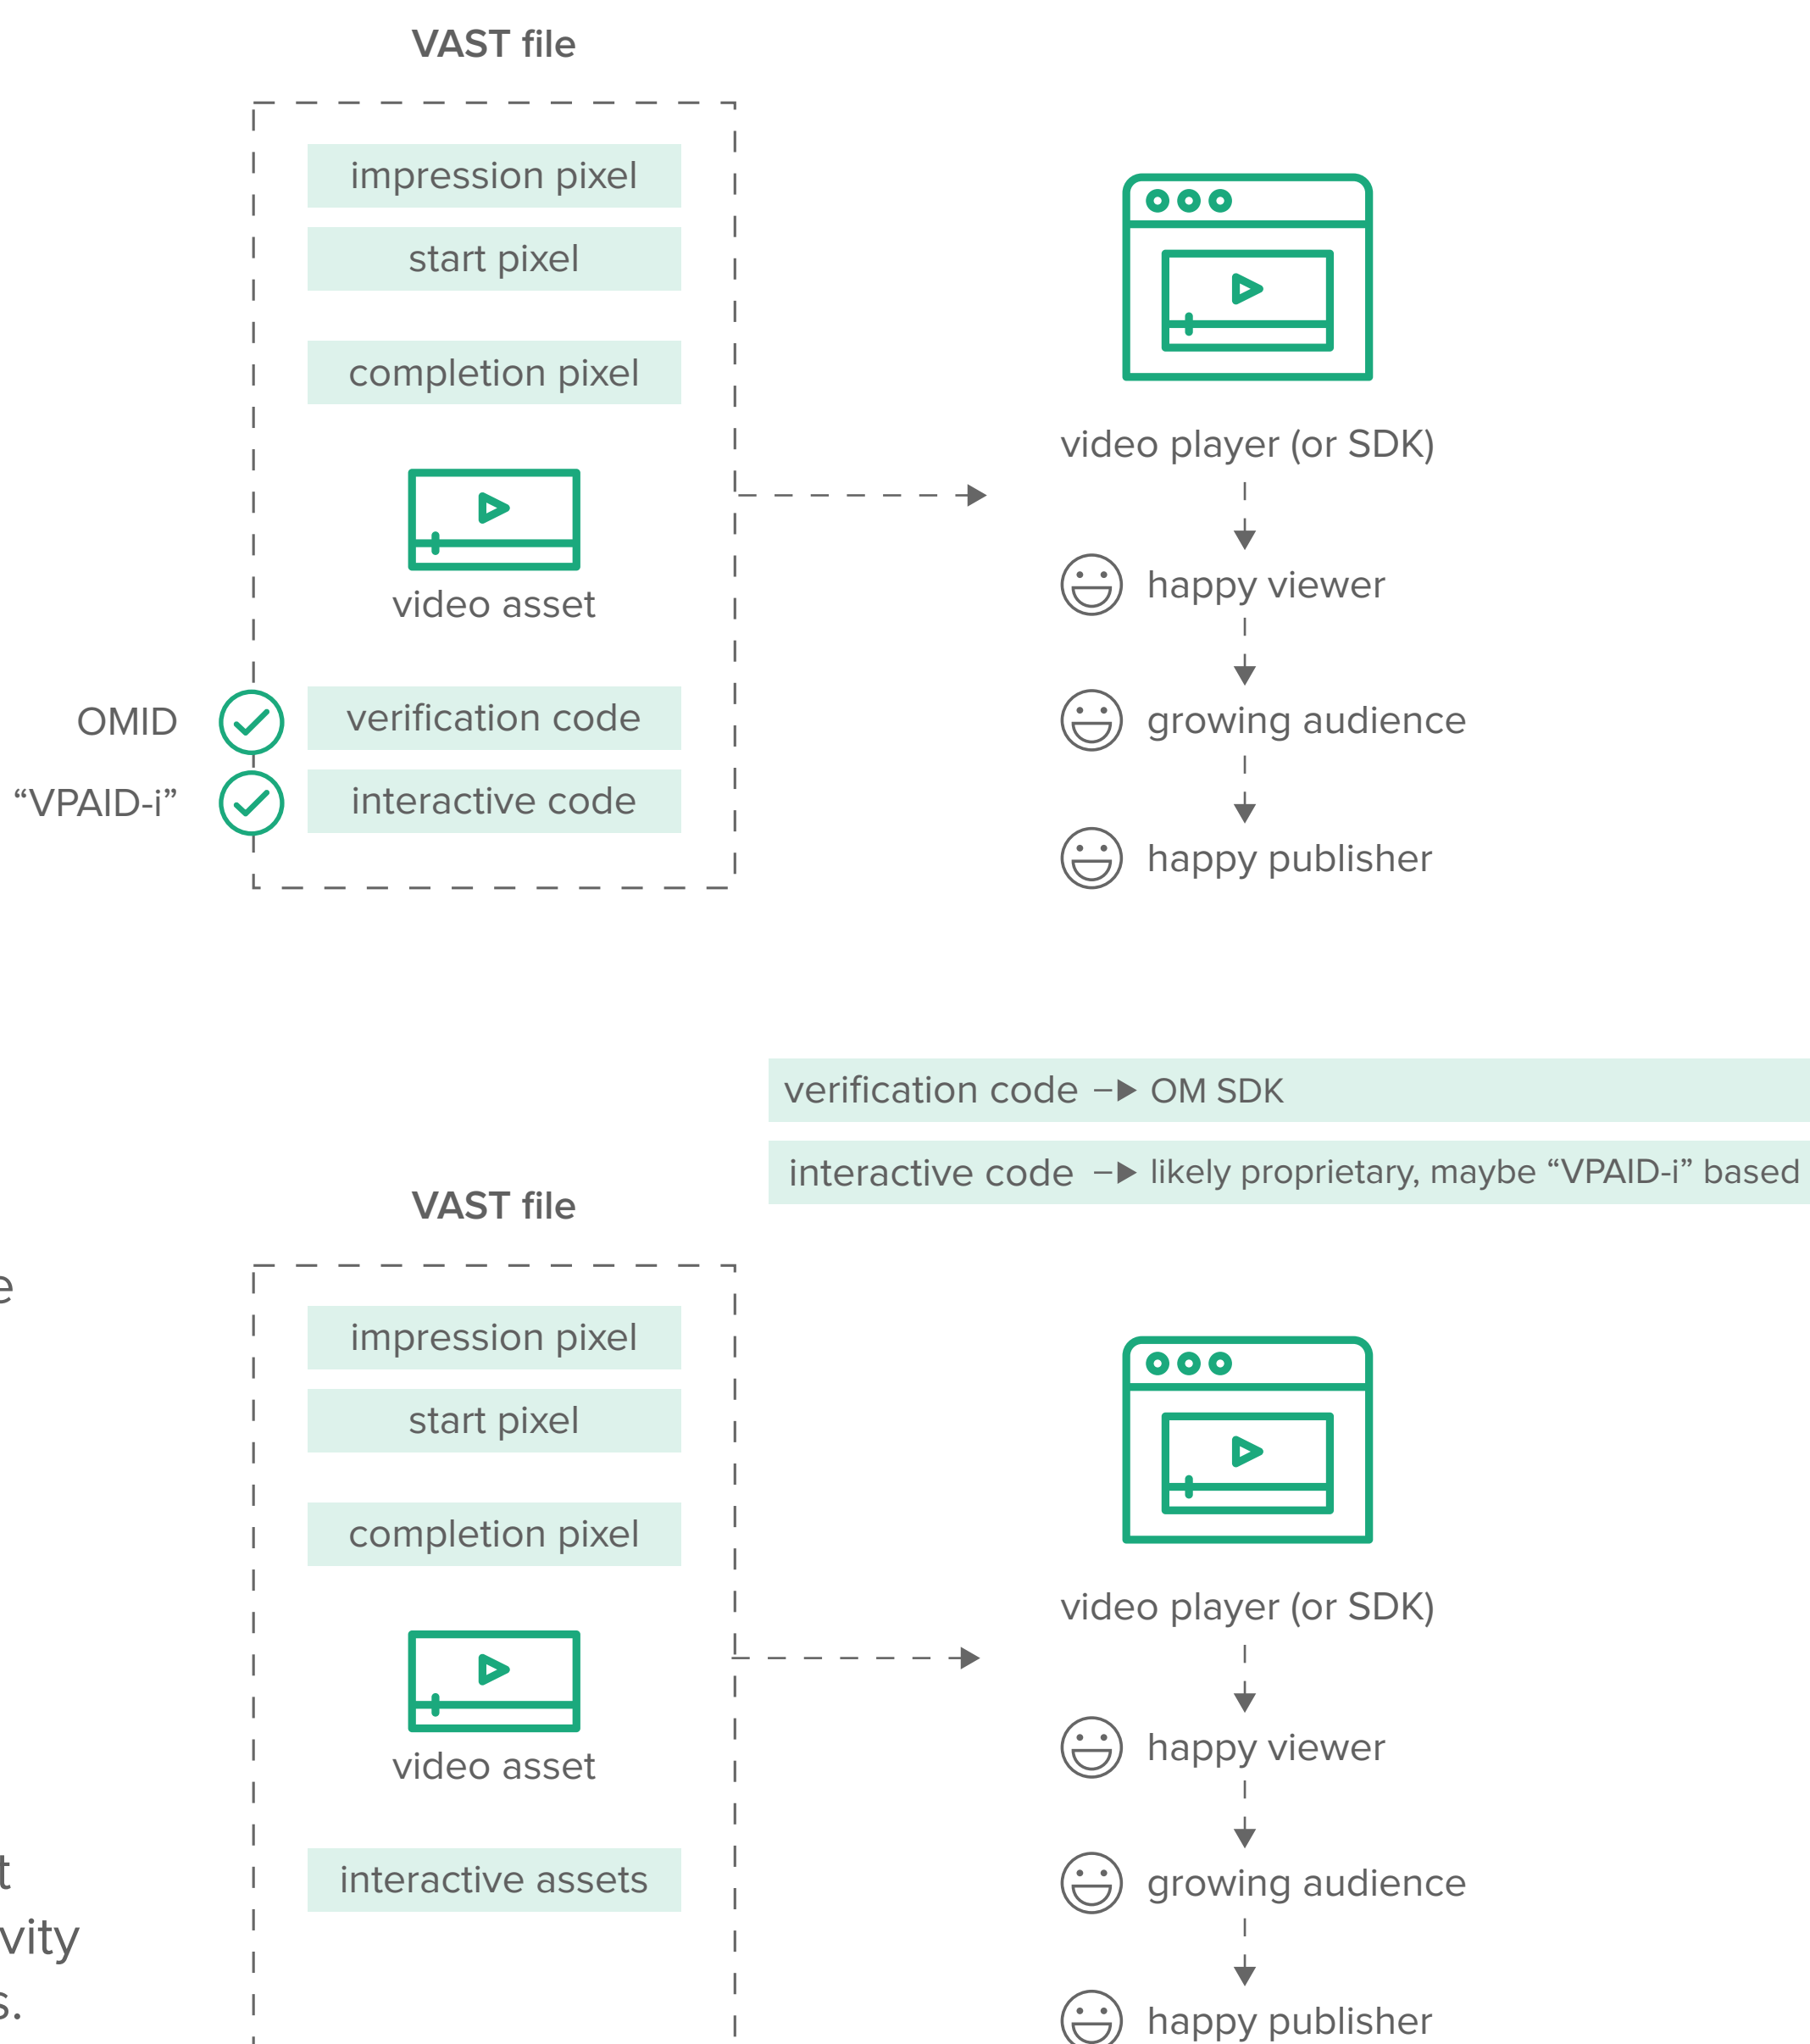 VAST file
impression pixel
start pixel
completion pixel
video asset
OMID
verification code
“VPAID-i”
interactive code
video player (or SDK)
happy viewer
growing audience
happy publisher
verification code
OM SDK
interactive code
likely proprietary, maybe “VPAID-i” based
VAST file
impression pixel
start pixel
completion pixel
video asset
interactive assets
video player (or SDK)
happy viewer
growing audience
happy publisher